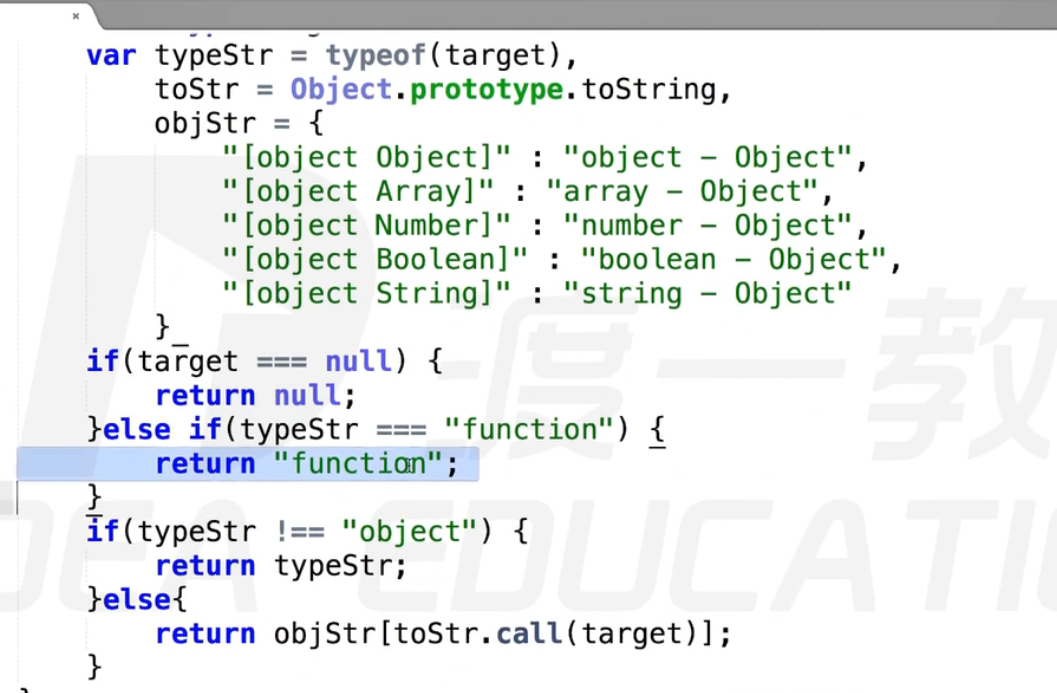 var typeStr = typeof(target),
toStr = Object.prototype.toString,
objStr = {
"[object Object]" : "object - Object",
"[object Array]" : "array - Object",
"[object Number]" : "number - Object",
"[object Boolean]" : "boolean - Object",
"[object String]" : "string - Object"
}
if(target === null) {
return null;
}else if(typeStr === "function") {
return "function";
}
if(typeStr !== "object") {
return typeStr;
}else{
return objStr[toStr.call(target)];
}
渡一教
EDUCATI